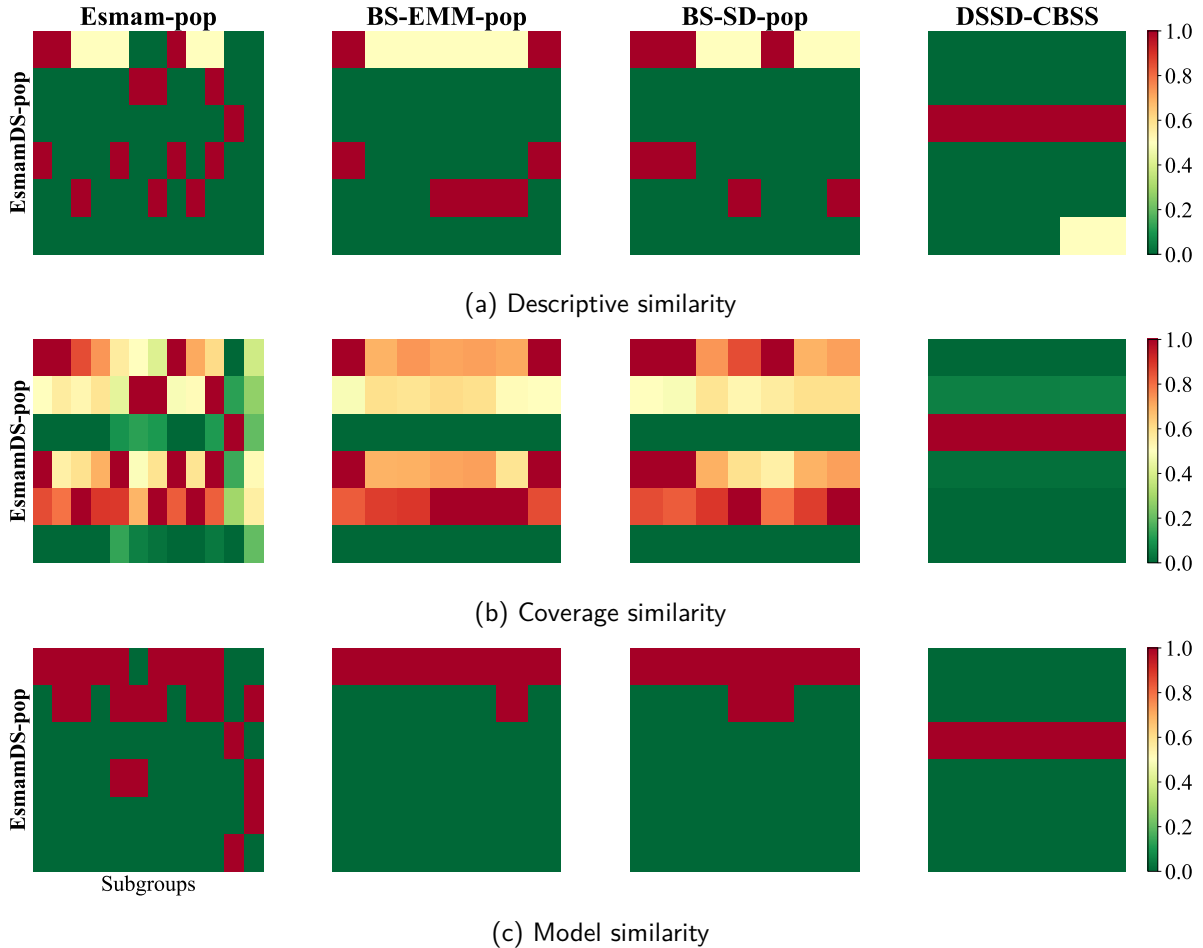 Esmam-pop BS-EMM-pop BS-SD-pop DSSD-CBSS
EsmamDS-pop
1.0
0.8
0.6
0.4
0.2
0.0
(a) Descriptive similarity
EsmamDS-pop
1.0
0.8
0.6
0.4
0.2
0.0
(b) Coverage similarity
EsmamDS-pop
1.0
0.8
0.6
0.4
0.2
0.0
Subgroups
(c) Model similarity